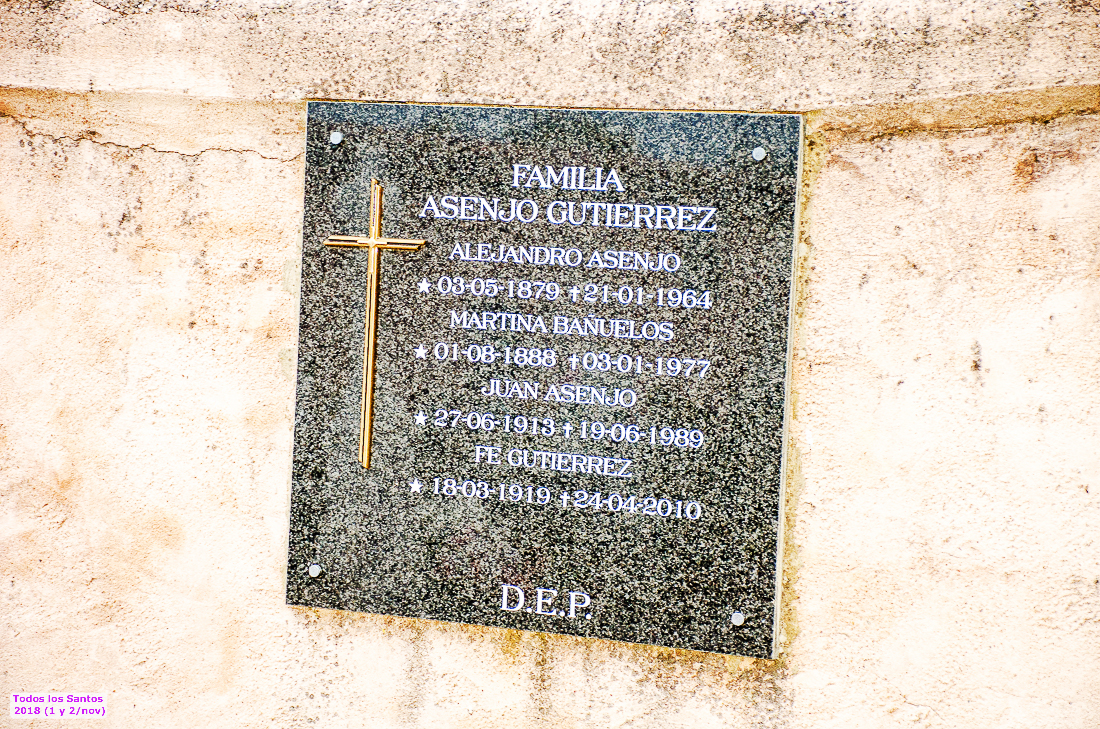 FAMILIA
ASENJO GUTIERREZ
ALEJANDRO ASENJO
★ 03-05-1879 ✝ 21-01-1964
MARTINA BAÑUELOS
★ 01-08-1888 ✝ 03-01-1977
JUAN ASENJO
★ 27-06-1913 ✝ 19-06-1989
FE GUTIERREZ
★ 18-03-1919 ✝ 24-04-2010
D.E.P.
Todos los Santos
2018 (1 y 2/nov)